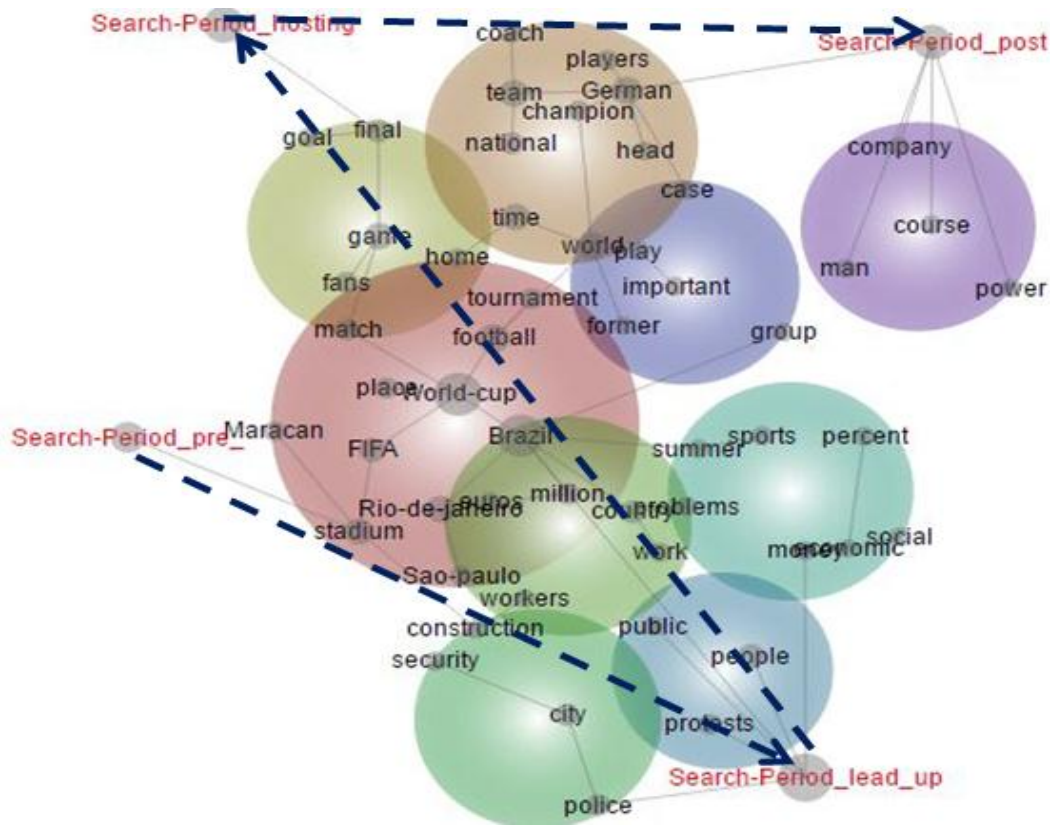 Search-Period_hosting
coach
Search-Period_post
players
team
German
champion
goal
final
national
head
company
case
time
game
world
play
course
home
fans
man
important
tournament
power
match
football
former
group
place
World-cup
Search-Period_pre_
Maracan
Brazil
FIFA
summer
sports
percent
Rio-de-janeiro
euros
million
country
problems
stadium
work
money
economic
social
Sao-paulo
workers
construction
public
security
people
city
protests
Search-Period_lead_up
police